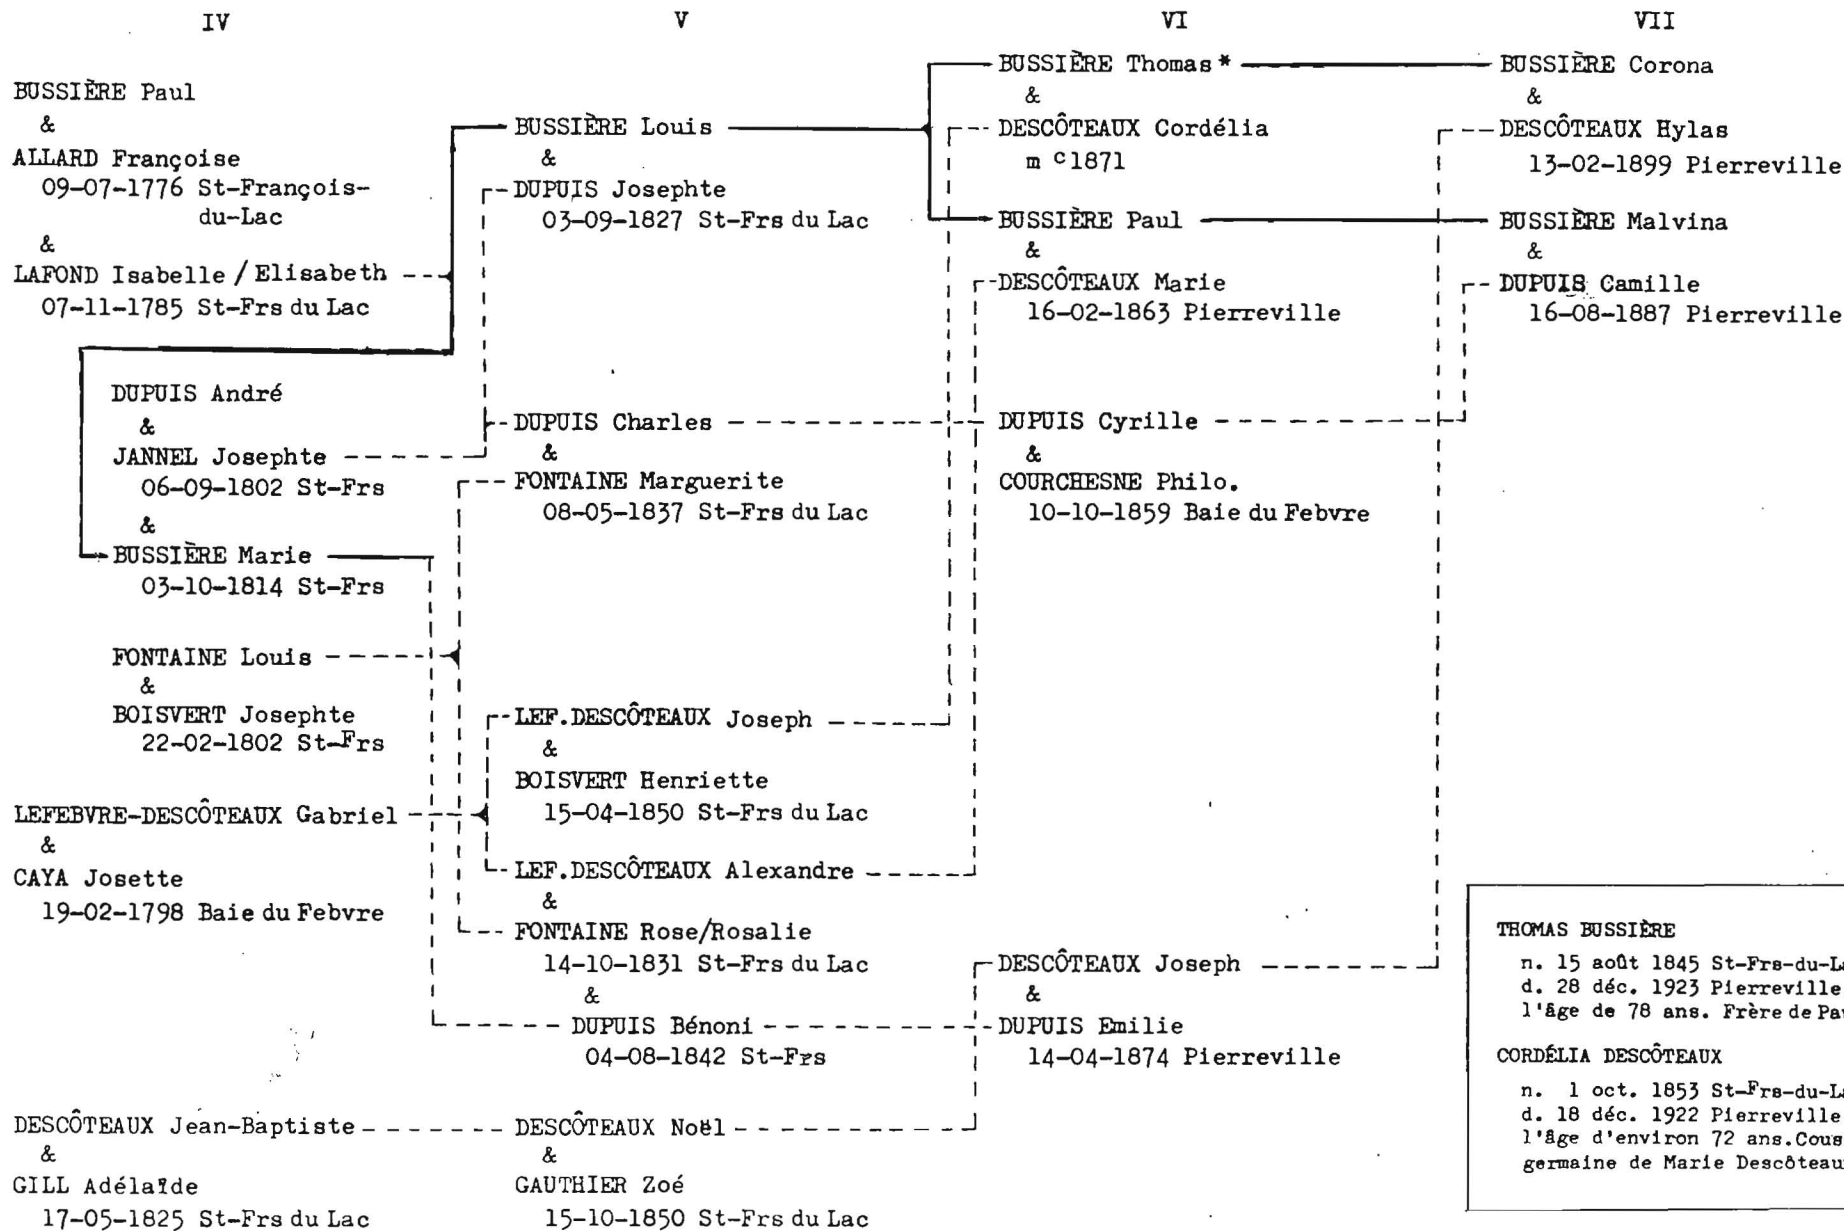 IV
V
VI
VII
BUSSIÈRE Paul
&
ALLARD Françoise
09-07-1776 St-François-
du-Lac
&
LAFOND Isabelle / Elisabeth
07-11-1785 St-Frs du Lac
DUPUIS André
&
JANNEL Josephte
06-09-1802 St-Frs
&
BUSSIÈRE Marie
03-10-1814 St-Frs
FONTAINE Louis
&
BOISVERT Josephte
22-02-1802 St-Frs
LEFEBVRE-DESCÔTEAUX Gabriel
&
CAYA Josette
19-02-1798 Baie du Febvre
DESCÔTEAUX Jean-Baptiste
&
GILL Adélaïde
17-05-1825 St-Frs du Lac
BUSSIÈRE Louis
&
DUPUIS Josephte
03-09-1827 St-Frs du Lac
DUPUIS Charles
&
FONTAINE Marguerite
08-05-1837 St-Frs du Lac
LEF.DESCÔTEAUX Joseph
&
BOISVERT Henriette
15-04-1850 St-Frs du Lac
LEF.DESCÔTEAUX Alexandre
&
FONTAINE Rose/Rosalie
14-10-1831 St-Frs du Lac
&
DUPUIS Bénoni
04-08-1842 St-Frs
DESCÔTEAUX Noël
&
GAUTHIER Zoé
15-10-1850 St-Frs du Lac
BUSSIÈRE Thomas*
&
DESCÔTEAUX Cordélia
m c1871
BUSSIÈRE Paul
&
DESCÔTEAUX Marie
16-02-1863 Pierreville
DUPUIS Cyrille
&
COURCHESNE Philo.
10-10-1859 Baie du Febvre
DESCÔTEAUX Joseph
&
DUPUIS Emilie
14-04-1874 Pierreville
BUSSIÈRE Corona
&
DESCÔTEAUX Hylas
13-02-1899 Pierreville
BUSSIÈRE Malvina
&
DUPUIS Camille
16-08-1887 Pierreville
THOMAS BUSSIÈRE
n. 15 août 1845 St-Frs-du-La
d. 28 déc. 1923 Pierreville
l'âge de 78 ans. Frère de Pa
CORDÉLIA DESCÔTEAUX
n. 1 oct. 1853 St-Frs-du-La
d. 18 déc. 1922 Pierreville
l'âge d'environ 72 ans.Cous
germaine de Marie Descôteau